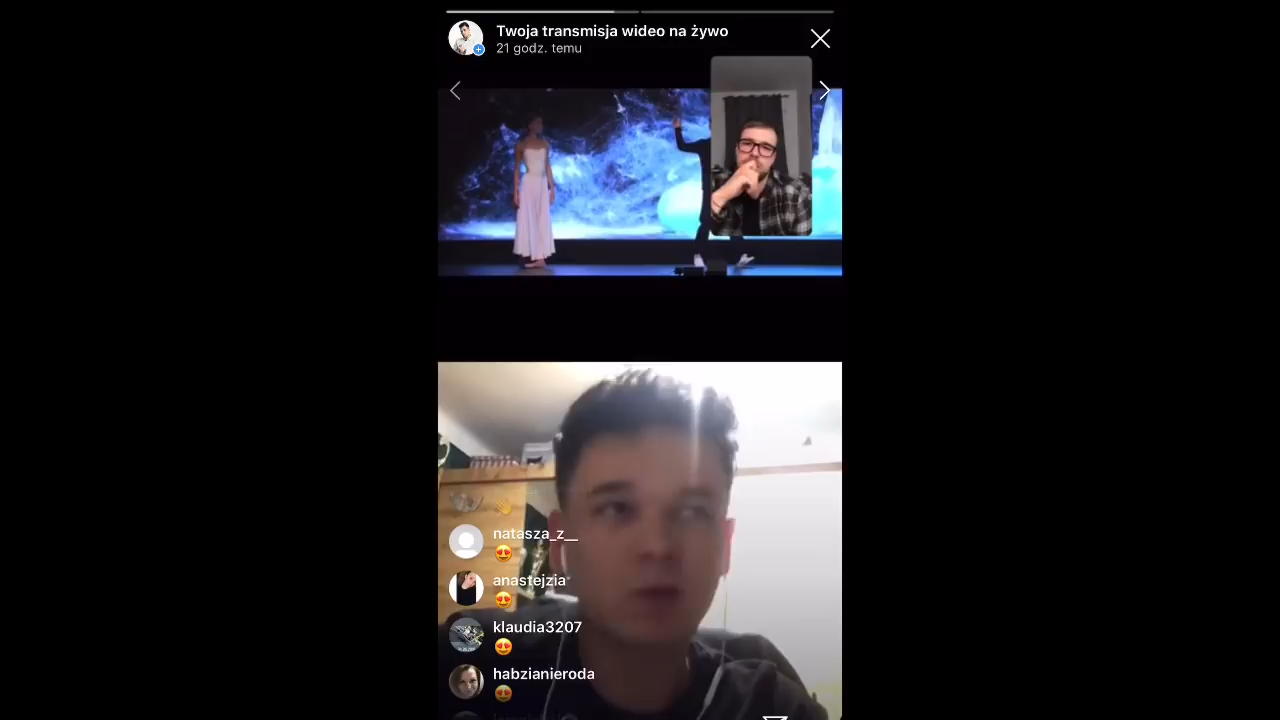 Twoja transmisja wideo na żywo
21 godz. temu
natasza_z__
😍
anastejzia
😍
klaudia3207
😍
habzianieroda
😍